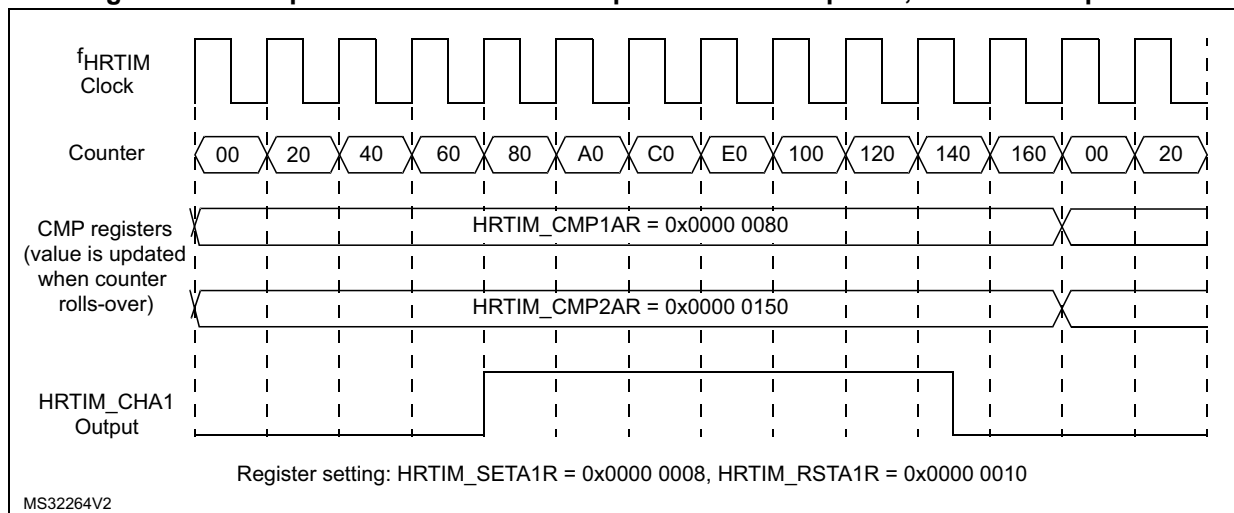 fHRTIM
Clock
Counter
00 20 40 60 80 A0 C0 E0 100 120 140 160 00 20
CMP registers
(value is updated
when counter
rolls-over)
HRTIM_CMP1AR = 0x0000 0080
HRTIM_CMP2AR = 0x0000 0150
HRTIM_CHA1
Output
Register setting: HRTIM_SETA1R = 0x0000 0008, HRTIM_RSTA1R = 0x0000 0010
MS32264V2